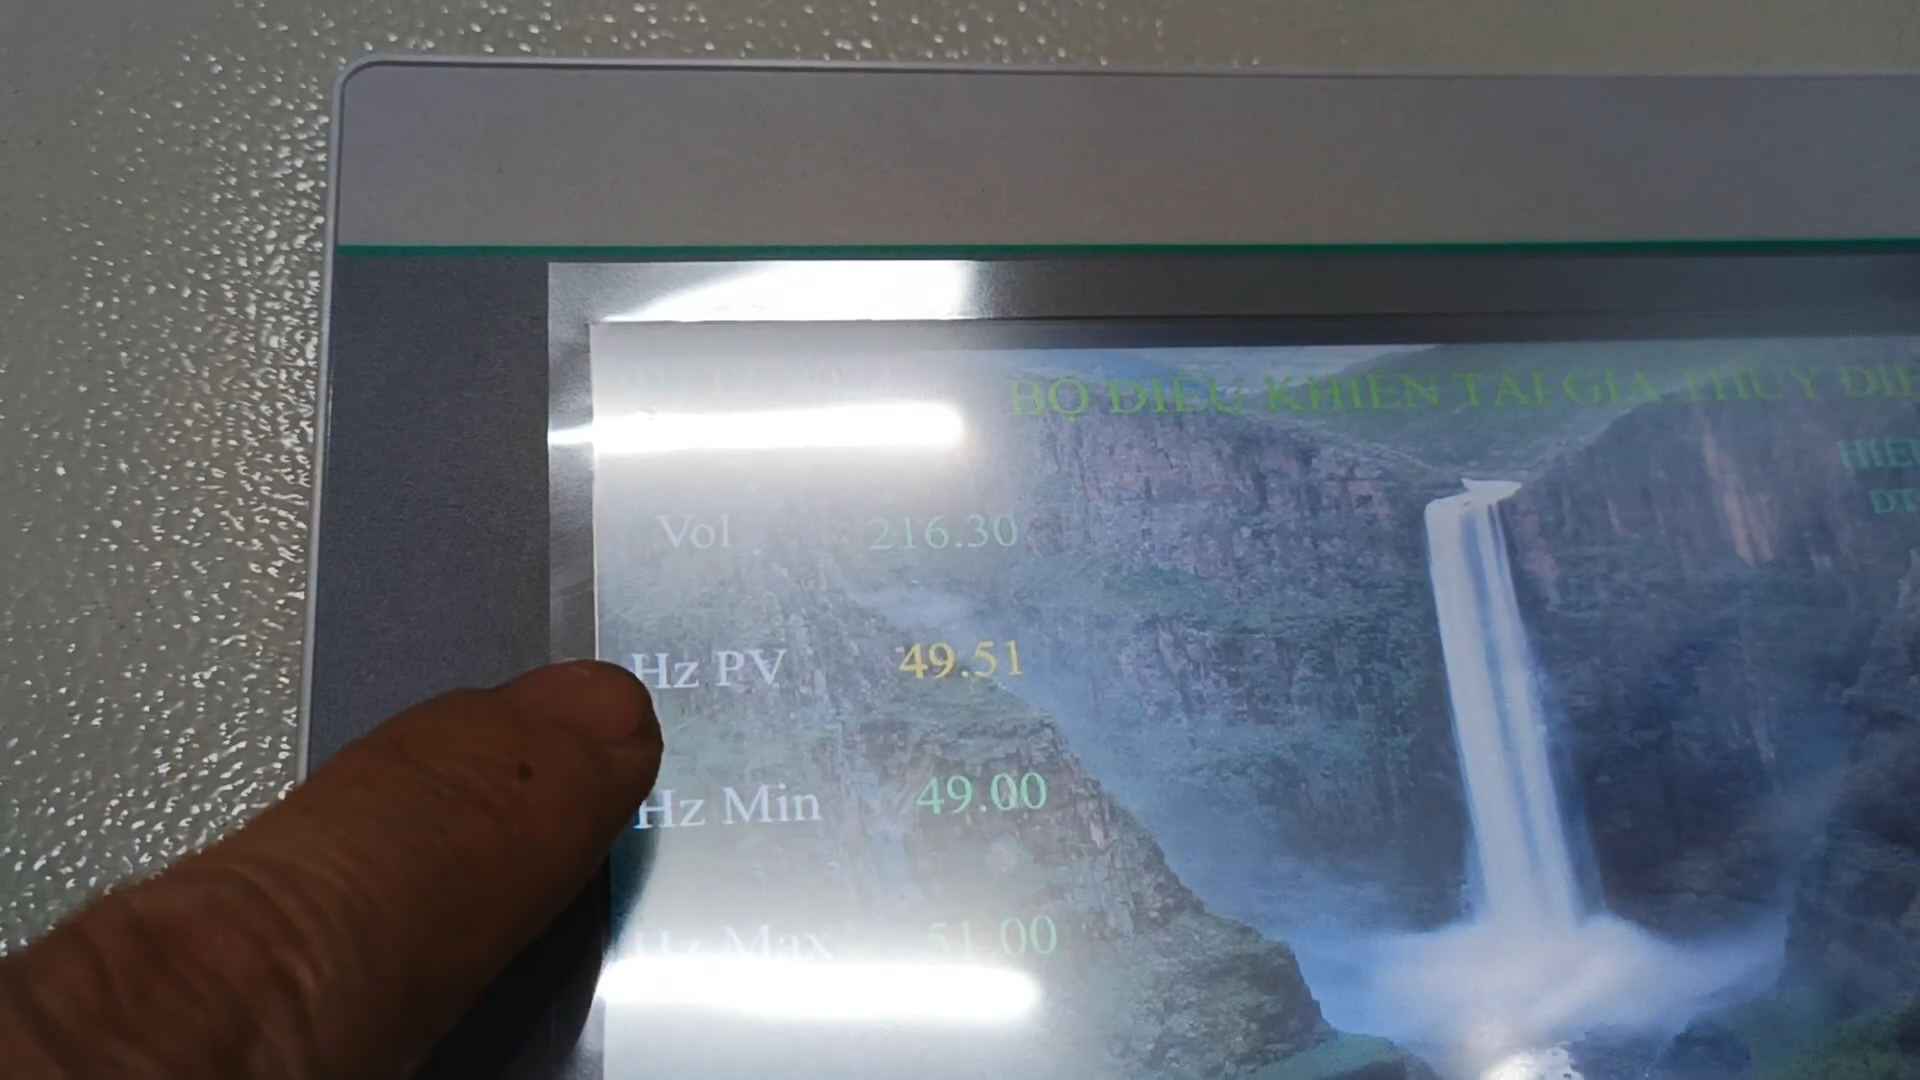 BỘ ĐIỀU KHIỂN TẢI GIẢ THỦY
Vol 216.30
Hz PV 49.51
Hz Min 49.00
Hz Max 51.00